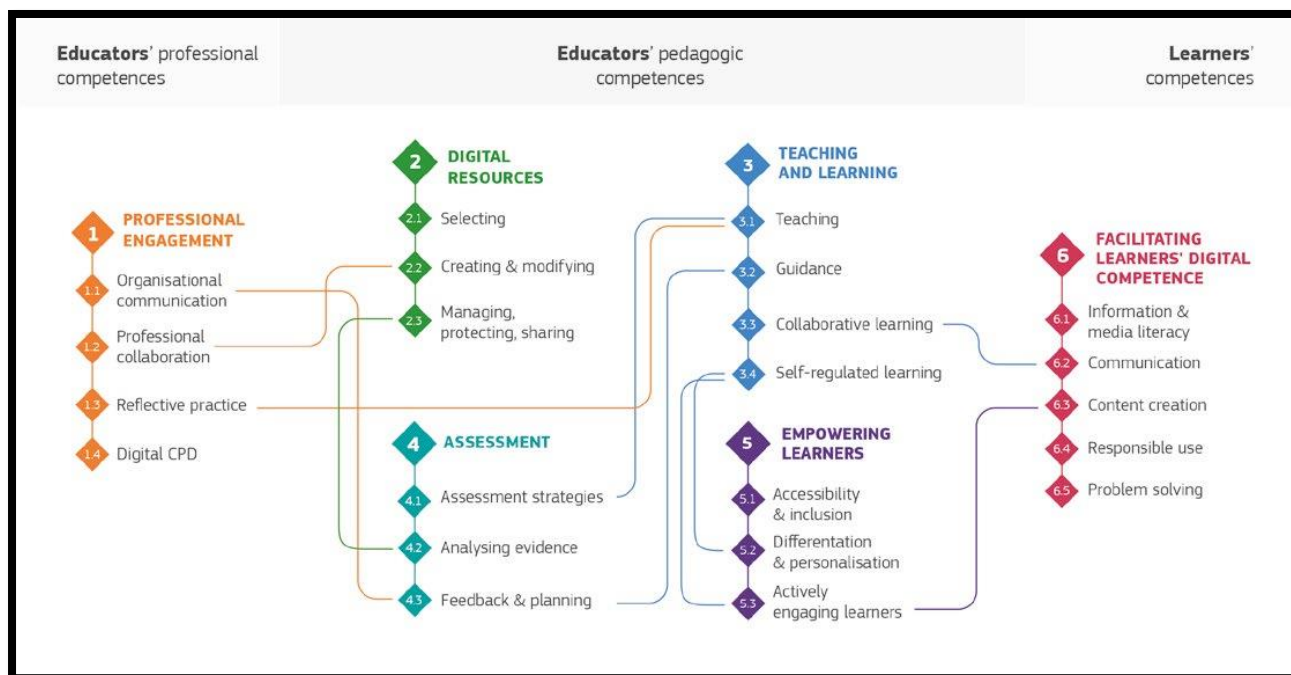 Educators' professional
competences
Educators' pedagogic
competences
Learners'
competences
1
PROFESSIONAL
ENGAGEMENT
1.1
Organisational
communication
1.2
Professional
collaboration
1.3
Reflective practice
1.4
Digital CPD
2
DIGITAL
RESOURCES
2.1
Selecting
2.2
Creating & modifying
2.3
Managing,
protecting, sharing
4
ASSESSMENT
4.1
Assessment strategies
4.2
Analysing evidence
4.3
Feedback & planning
3
TEACHING
AND LEARNING
3.1
Teaching
3.2
Guidance
3.3
Collaborative learning
3.4
Self-regulated learning
5
EMPOWERING
LEARNERS
5.1
Accessibility
& inclusion
5.2
Differentation
& personalisation
5.3
Actively
engaging learners
6
FACILITATING
LEARNERS' DIGITAL
COMPETENCE
6.1
Information &
media literacy
6.2
Communication
6.3
Content creation
6.4
Responsible use
6.5
Problem solving